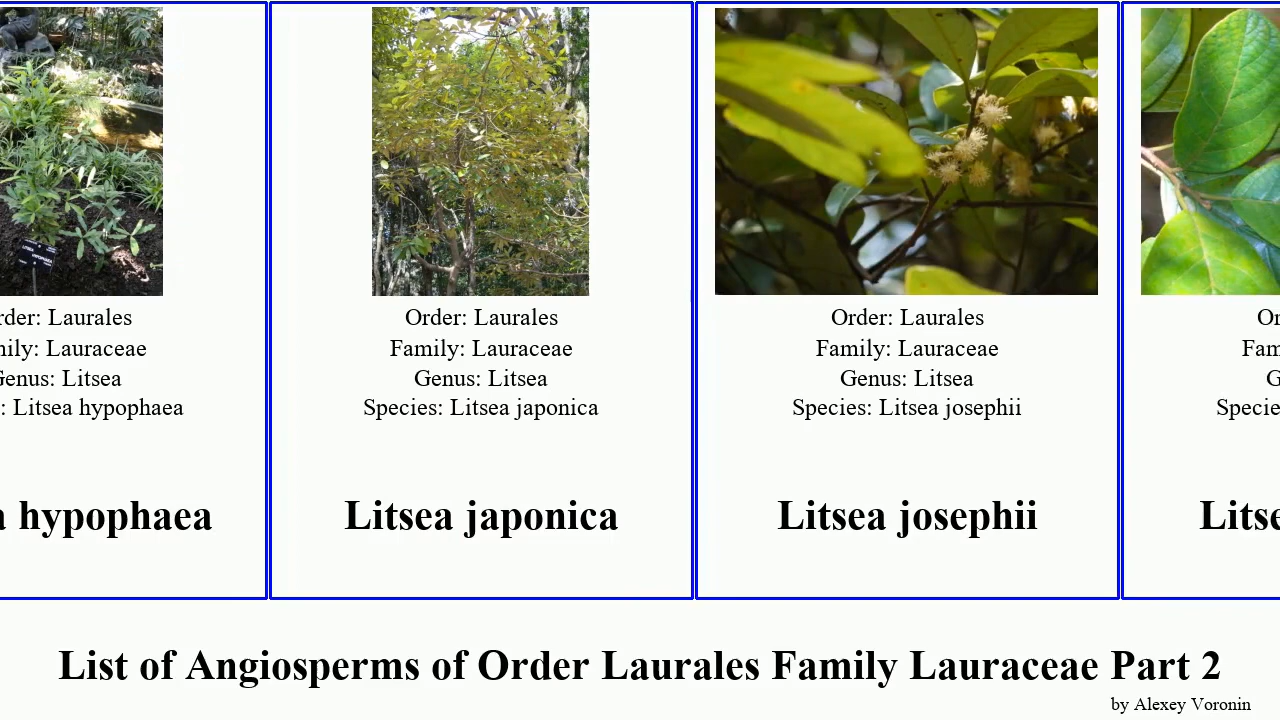 rder: Laurales
mily: Lauraceae
Genus: Litsea
: Litsea hypophaea
a hypophaea
Order: Laurales
Family: Lauraceae
Genus: Litsea
Species: Litsea japonica
Litsea japonica
Order: Laurales
Family: Lauraceae
Genus: Litsea
Species: Litsea josephii
Litsea josephii
Or
Fam
G
Specie
Litse
List of Angiosperms of Order Laurales Family Lauraceae Part 2
by Alexey Voronin